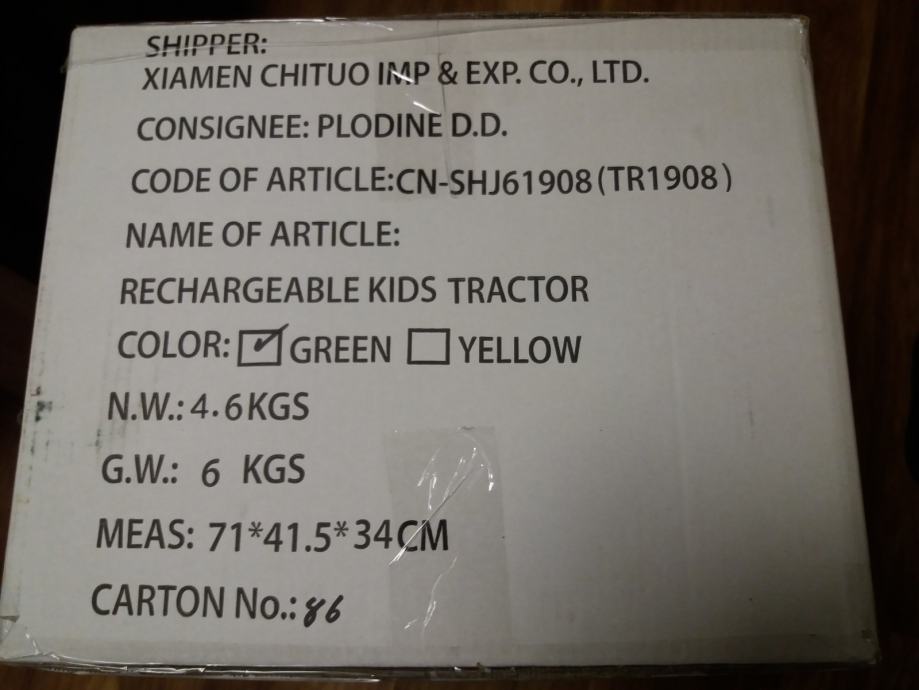 SHIPPER:
XIAMEN CHITUO IMP & EXP. CO., LTD.
CONSIGNEE: PLODINE D.D.
CODE OF ARTICLE:CN-SHJ61908(TR1908)
NAME OF ARTICLE:
RECHARGEABLE KIDS TRACTOR
COLOR: ☑ GREEN ☐ YELLOW
N.W.: 4.6KGS
G.W.: 6 KGS
MEAS: 71*41.5*34CM
CARTON No.: 86